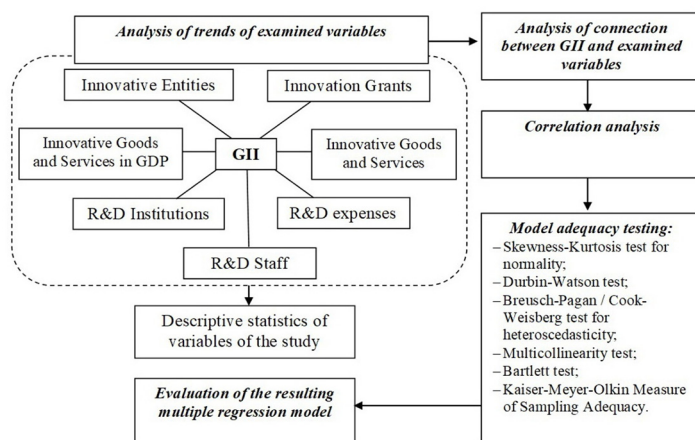 Analysis of trends of examined variables
Analysis of connection
between GII and examined
variables
Innovative Entities
Innovation Grants
Correlation analysis
Innovative Goods
and Services in GDP
GII
Innovative Goods
and Services
R&D Institutions
R&D expenses
R&D Staff
Model adequacy testing:
–Skewness-Kurtosis test for
normality;
–Durbin-Watson test;
–Breusch-Pagan / Cook-
Weisberg test for
heteroscedasticity;
–Multicollinearity test;
–Bartlett test;
–Kaiser-Meyer-Olkin Measure
of Sampling Adequacy.
Descriptive statistics of
variables of the study
Evaluation of the resulting
multiple regression model